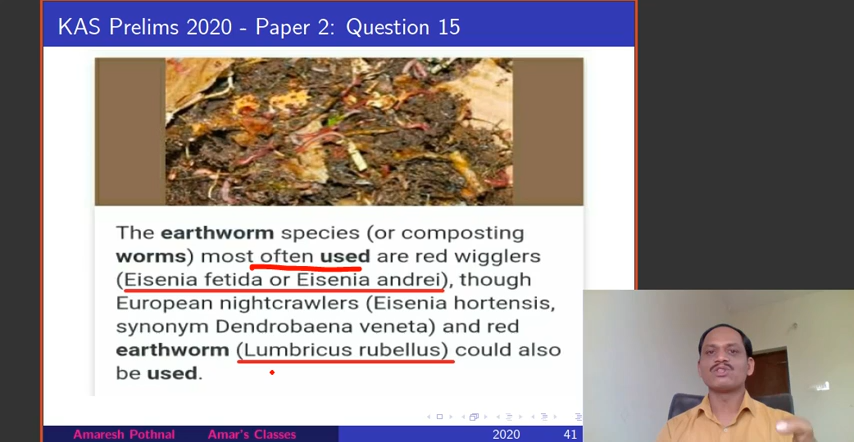 KAS Prelims 2020 - Paper 2: Question 15
The earthworm species (or composting
worms) most often used are red wigglers
(Eisenia fetida or Eisenia andrei), though
European nightcrawlers (Eisenia hortensis,
synonym Dendrobaena veneta) and red
earthworm (Lumbricus rubellus) could also
be used.
Amaresh Pothnal Amar's Classes 2020 41